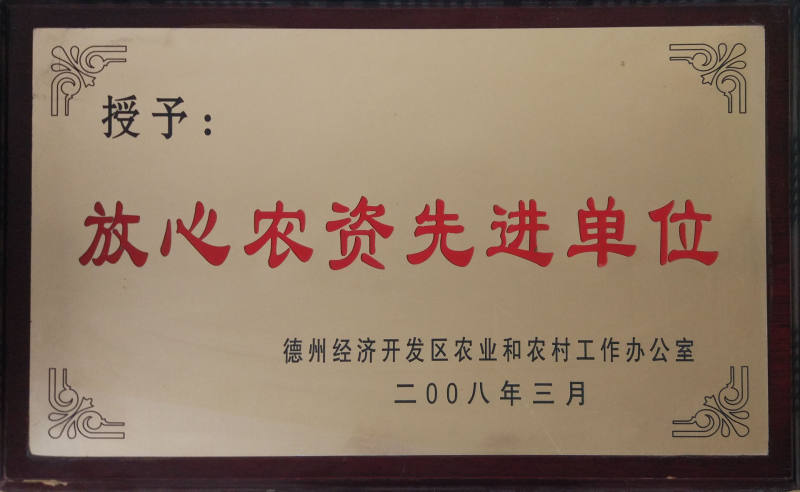 授予：
放心农资先进单位
德州经济开发区农业和农村工作办公室
二00八年三月